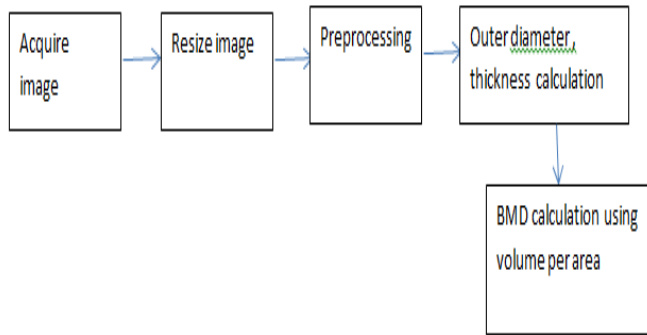 Acquire
image
Resize image
Preprocessing
Outer diameter,
thickness calculation
BMD calculation using
volume per area